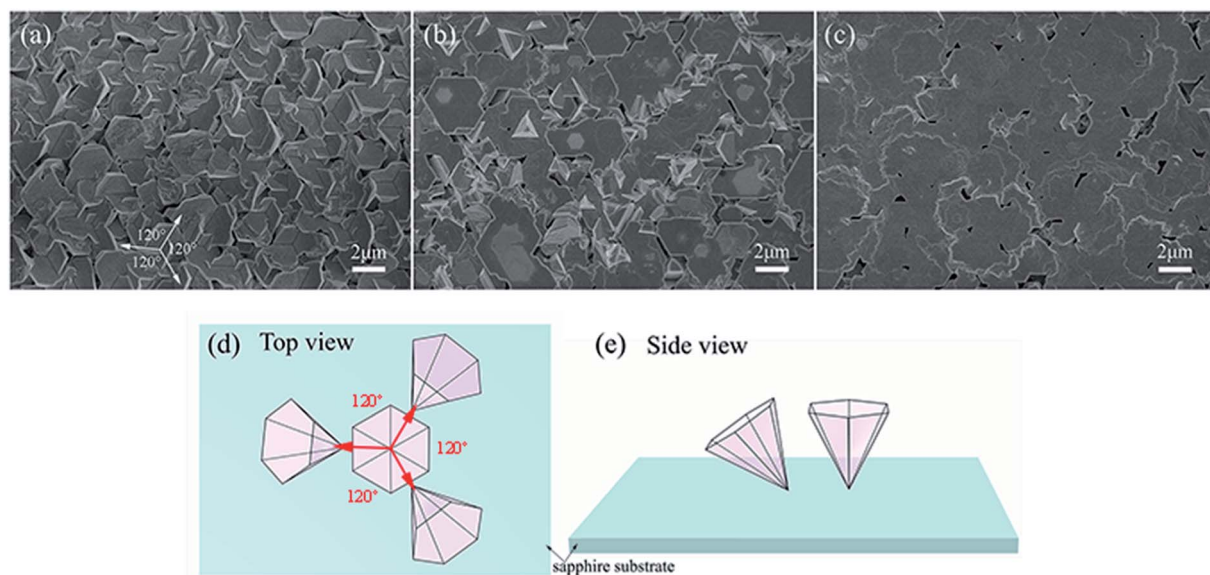 (a)
120°
120°
120°
2μm
(b)
2μm
(c)
2μm
(d) Top view
120°
120°
120°
(e) Side view
sapphire substrate